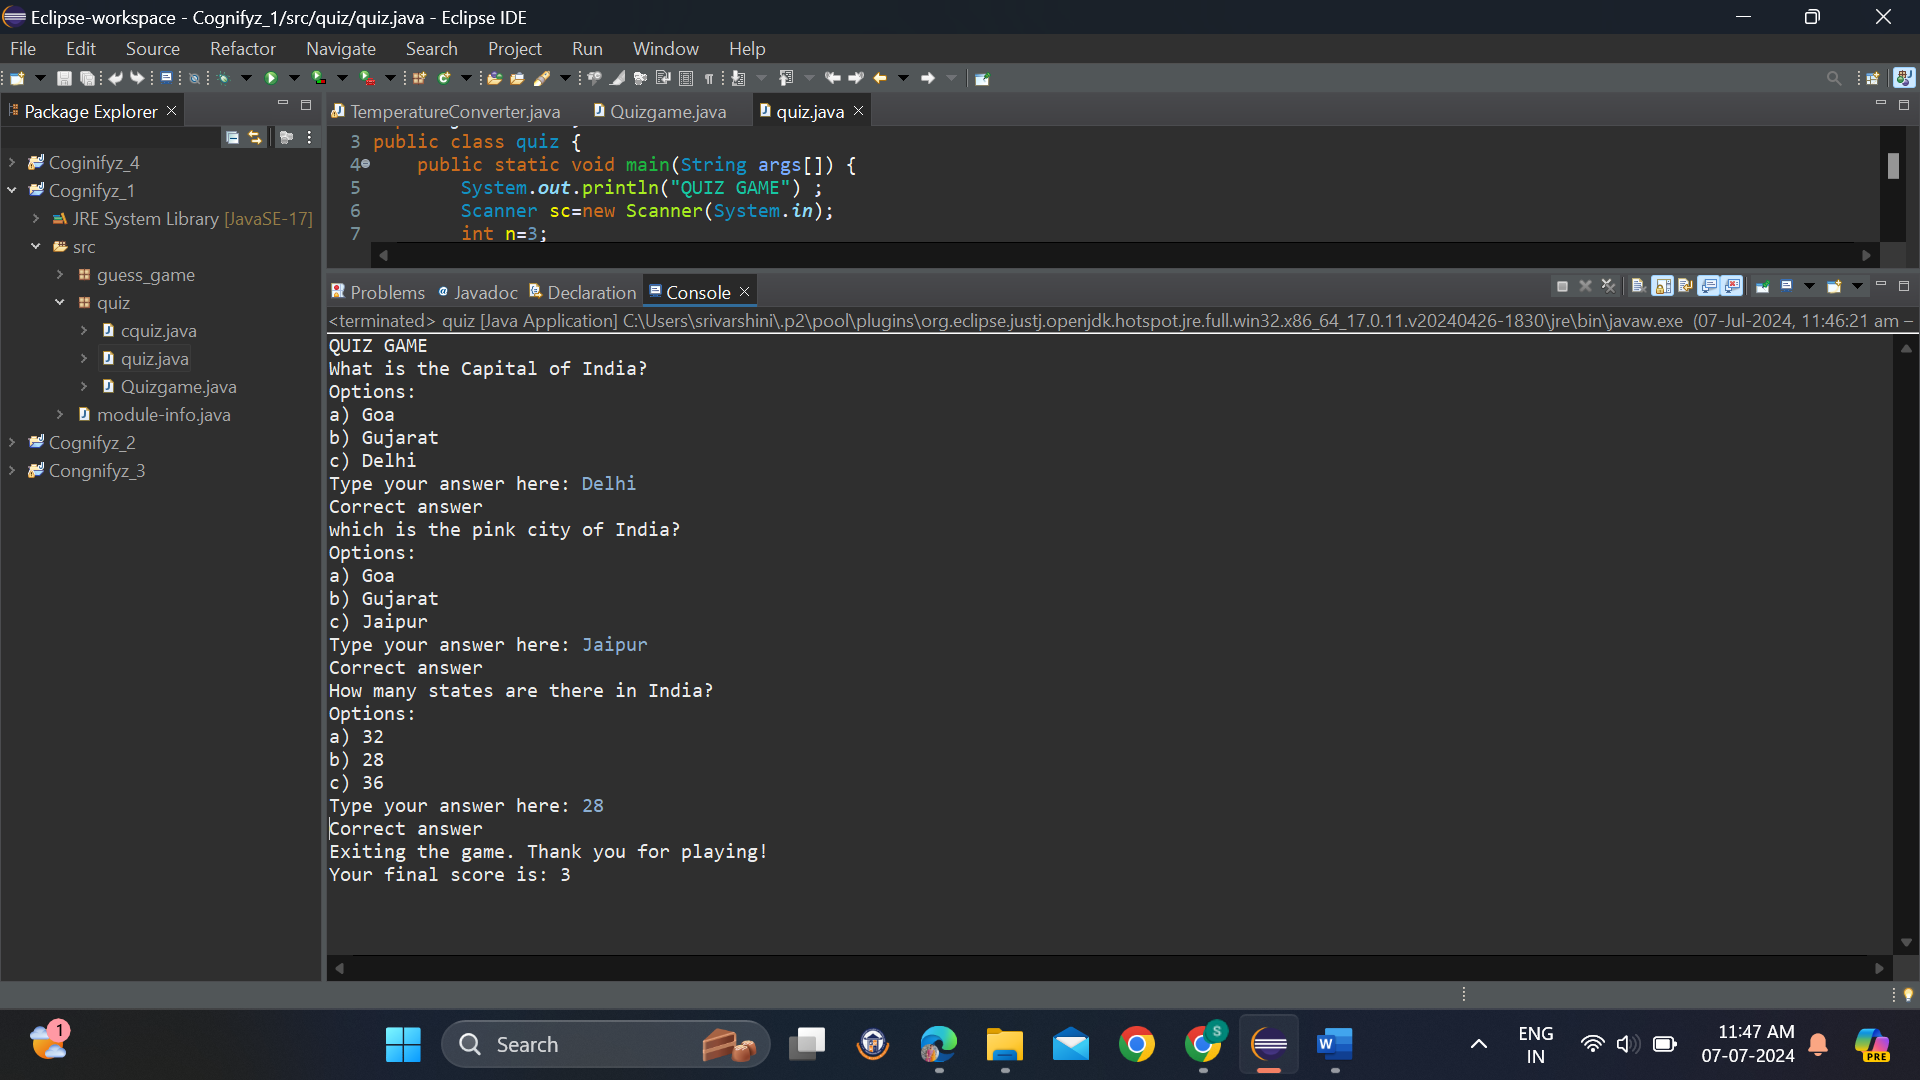 Eclipse-workspace - Cognifyz_1/src/quiz/quiz.java - Eclipse IDE
File Edit Source Refactor Navigate Search Project Run Window Help
Package Explorer
Coginifyz_4
Cognifyz_1
JRE System Library [JavaSE-17]
src
guess_game
quiz
cquiz.java
quiz.java
Quizgame.java
module-info.java
Cognifyz_2
Congnifyz_3
TemperatureConverter.java Quizgame.java quiz.java
3 public class quiz {
4 public static void main(String args[]) {
5 System.out.println("QUIZ GAME") ;
6 Scanner sc=new Scanner(System.in);
7 int n=3;
Problems Javadoc Declaration Console
<terminated> quiz [Java Application] C:\Users\srivarshini\.p2\pool\plugins\org.eclipse.justj.openjdk.hotspot.jre.full.win32.x86_64_17.0.11.v20240426-1830\jre\bin\javaw.exe (07-Jul-2024, 11:46:21 am –
QUIZ GAME
What is the Capital of India?
Options:
a) Goa
b) Gujarat
c) Delhi
Type your answer here: Delhi
Correct answer
which is the pink city of India?
Options:
a) Goa
b) Gujarat
c) Jaipur
Type your answer here: Jaipur
Correct answer
How many states are there in India?
Options:
a) 32
b) 28
c) 36
Type your answer here: 28
Correct answer
Exiting the game. Thank you for playing!
Your final score is: 3
1
Search
S
W
ENG
IN
11:47 AM
07-07-2024
PRE